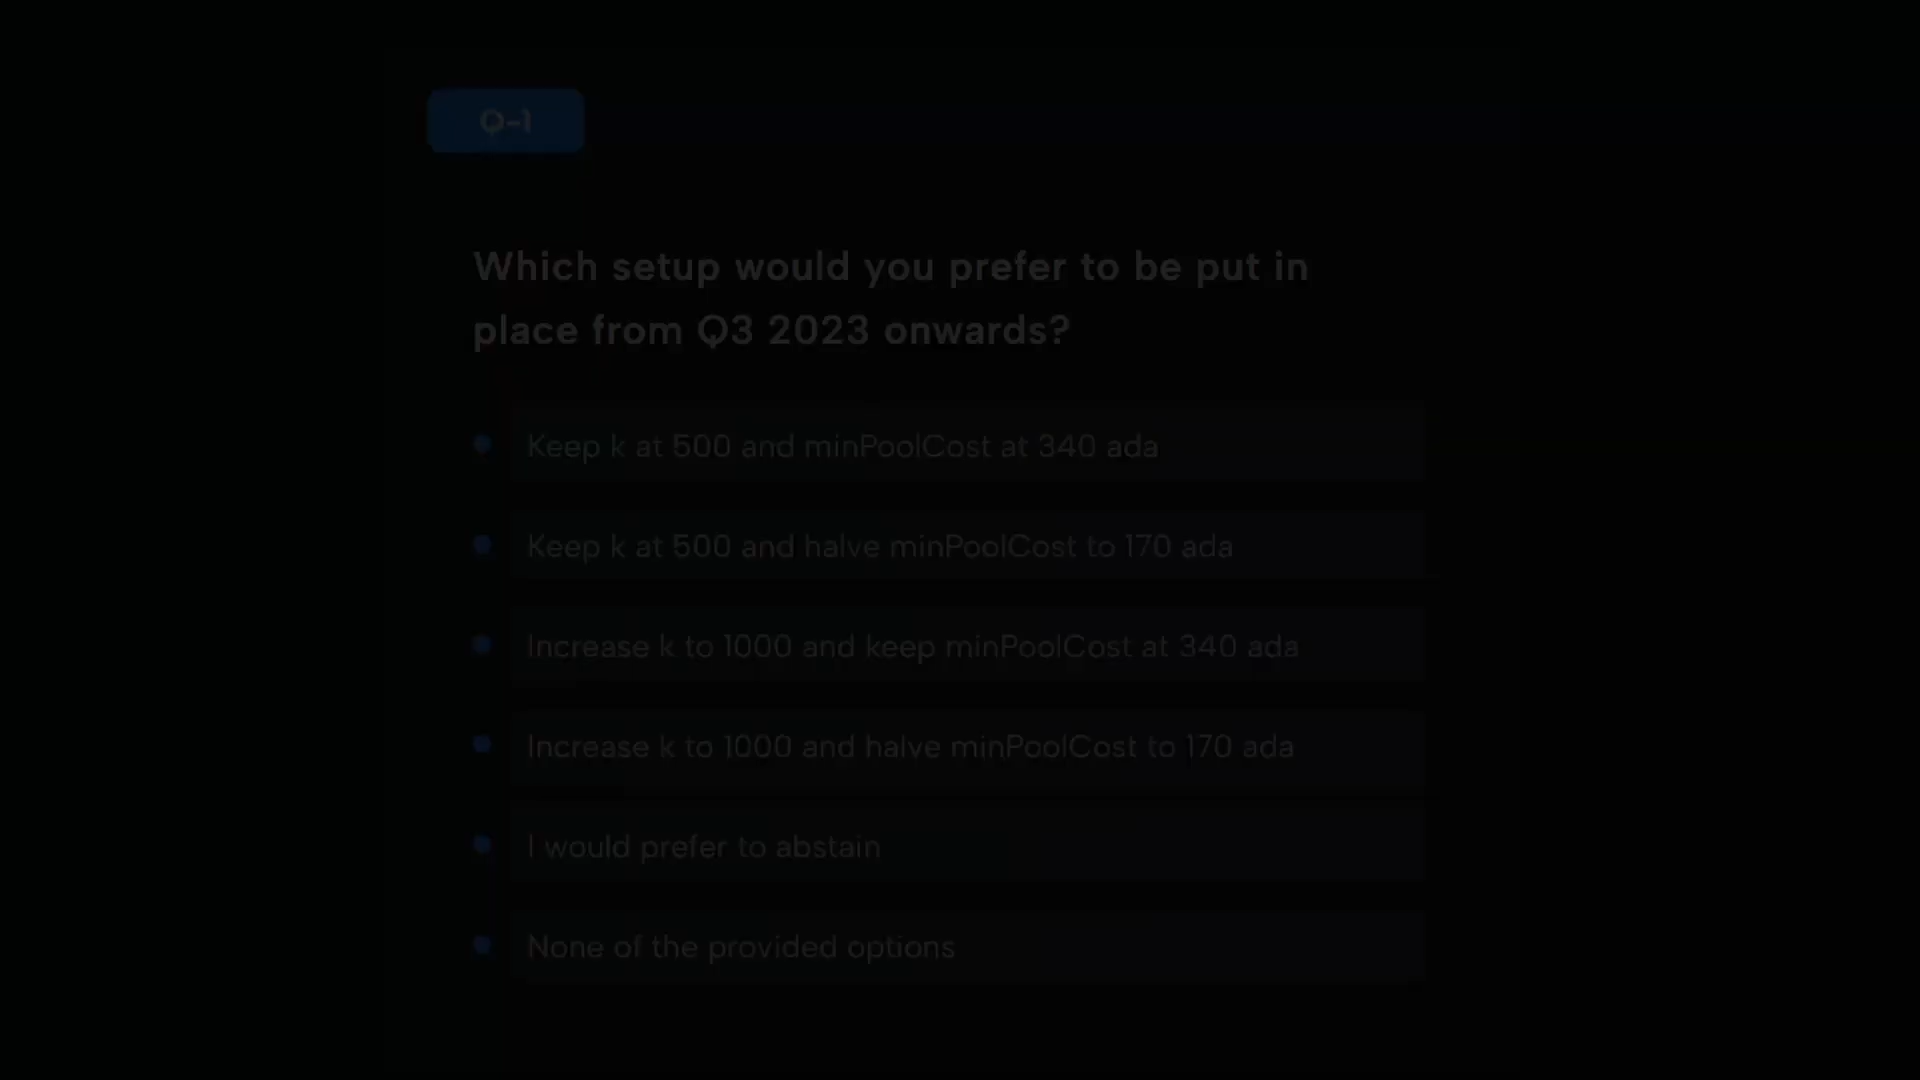 Q-1
Which setup would you prefer to be put in
place from Q3 2023 onwards?
Keep k at 500 and minPoolCost at 340 ada
Keep k at 500 and halve minPoolCost to 170 ada
Increase k to 1000 and keep minPoolCost at 340 ada
Increase k to 1000 and halve minPoolCost to 170 ada
I would prefer to abstain
None of the provided options